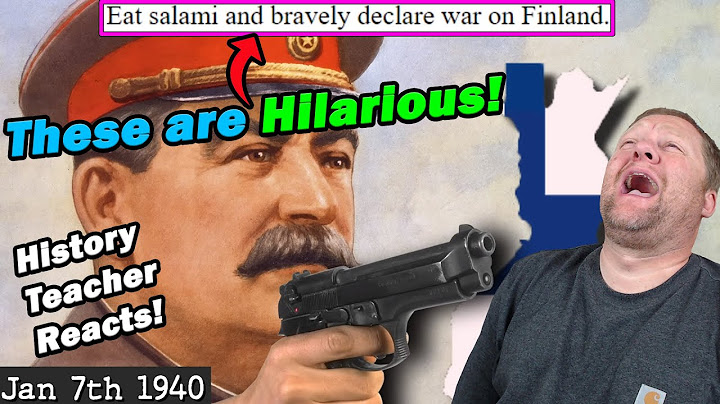 Eat salami and bravely declare war on Finland.
These are Hilarious!
History
Teacher
Reacts!
Jan 7th 1940